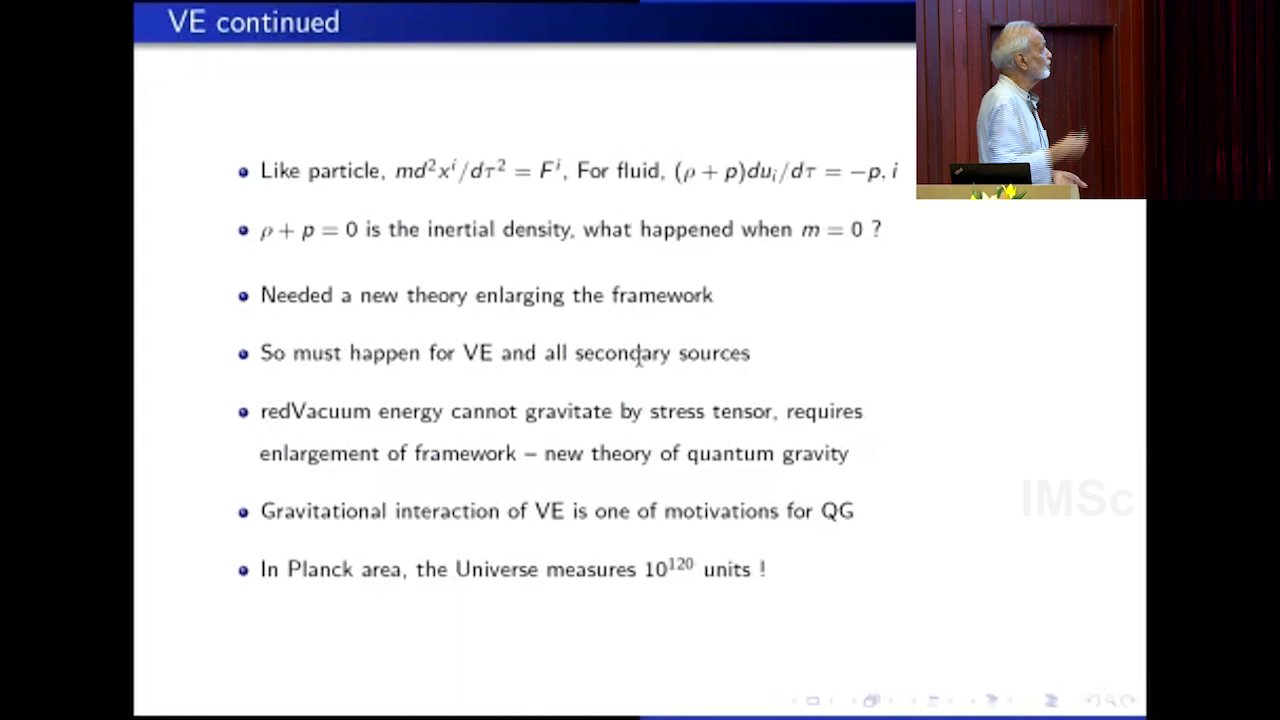 VE continued
Like particle, md²xⁱ/dτ² = Fⁱ, For fluid, (ρ + p)duᵢ/dτ = −p, i
ρ + p = 0 is the inertial density, what happened when m = 0 ?
Needed a new theory enlarging the framework
So must happen for VE and all secondary sources
redVacuum energy cannot gravitate by stress tensor, requires
enlargement of framework – new theory of quantum gravity
Gravitational interaction of VE is one of motivations for QG
In Planck area, the Universe measures 10¹²⁰ units !
IMSc